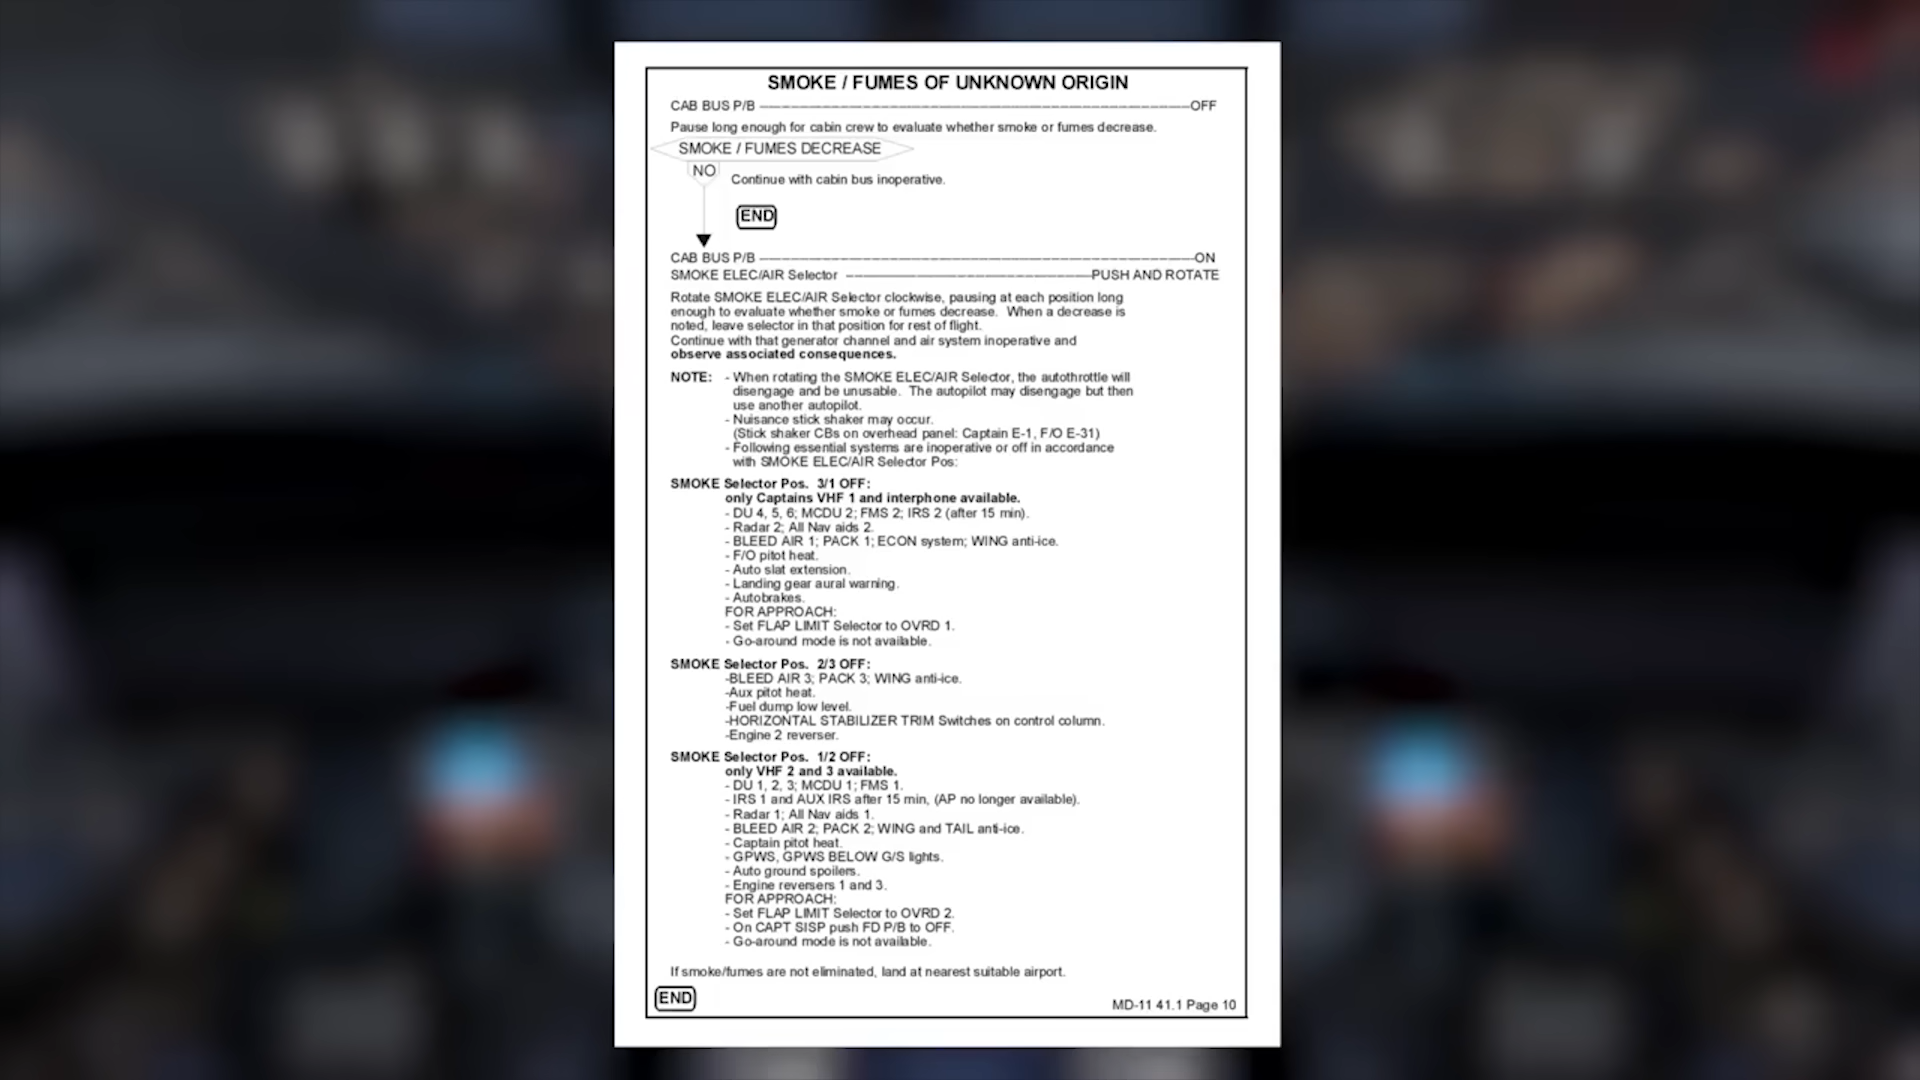 SMOKE / FUMES OF UNKNOWN ORIGIN
CAB BUS P/B ------------------------------------------------OFF
Pause long enough for cabin crew to evaluate whether smoke or fumes decrease.
SMOKE / FUMES DECREASE
NO
Continue with cabin bus inoperative.
END
CAB BUS P/B ------------------------------------------------ON
SMOKE ELEC/AIR Selector ----------------------------PUSH AND ROTATE
Rotate SMOKE ELEC/AIR Selector clockwise, pausing at each position long
enough to evaluate whether smoke or fumes decrease. When a decrease is
noted, leave selector in that position for rest of flight.
Continue with that generator channel and air system inoperative and
observe associated consequences.
NOTE: - When rotating the SMOKE ELEC/AIR Selector, the autothrottle will
disengage and be unusable. The autopilot may disengage but then
use another autopilot.
- Nuisance stick shaker may occur.
(Stick shaker CBs on overhead panel: Captain E-1, F/O E-31)
- Following essential systems are inoperative or off in accordance
with SMOKE ELEC/AIR Selector Pos:
SMOKE Selector Pos. 3/1 OFF:
only Captains VHF 1 and interphone available.
- DU 4, 5, 6; MCDU 2; FMS 2; IRS 2 (after 15 min).
- Radar 2; All Nav aids 2.
- BLEED AIR 1; PACK 1; ECON system; WING anti-ice.
- F/O pitot heat.
- Auto slat extension.
- Landing gear aural warning.
- Autobrakes.
FOR APPROACH:
- Set FLAP LIMIT Selector to OVRD 1.
- Go-around mode is not available.
SMOKE Selector Pos. 2/3 OFF:
-BLEED AIR 3; PACK 3; WING anti-ice.
-Aux pitot heat.
-Fuel dump low level.
-HORIZONTAL STABILIZER TRIM Switches on control column.
-Engine 2 reverser.
SMOKE Selector Pos. 1/2 OFF:
only VHF 2 and 3 available.
- DU 1, 2, 3; MCDU 1; FMS 1.
- IRS 1 and AUX IRS after 15 min, (AP no longer available).
- Radar 1; All Nav aids 1.
- BLEED AIR 2; PACK 2; WING and TAIL anti-ice.
- Captain pitot heat.
- GPWS, GPWS BELOW G/S lights.
- Auto ground spoilers.
- Engine reversers 1 and 3.
FOR APPROACH:
- Set FLAP LIMIT Selector to OVRD 2.
- On CAPT SISP push FD P/B to OFF.
- Go-around mode is not available.
If smoke/fumes are not eliminated, land at nearest suitable airport.
END
MD-11 41.1 Page 10